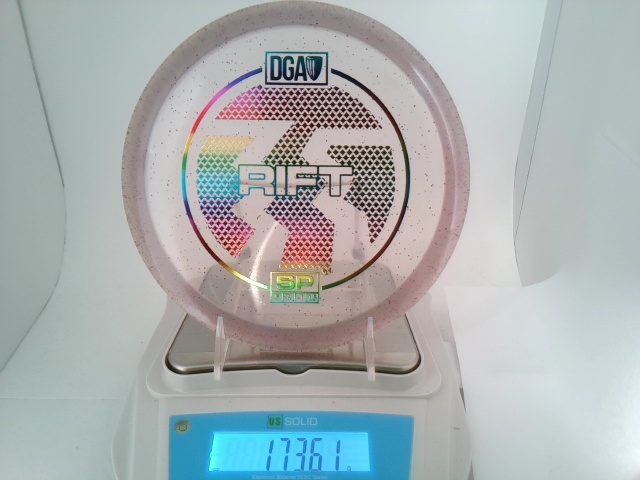 DGA
RIFT
SP
US SOLID
173.61 g